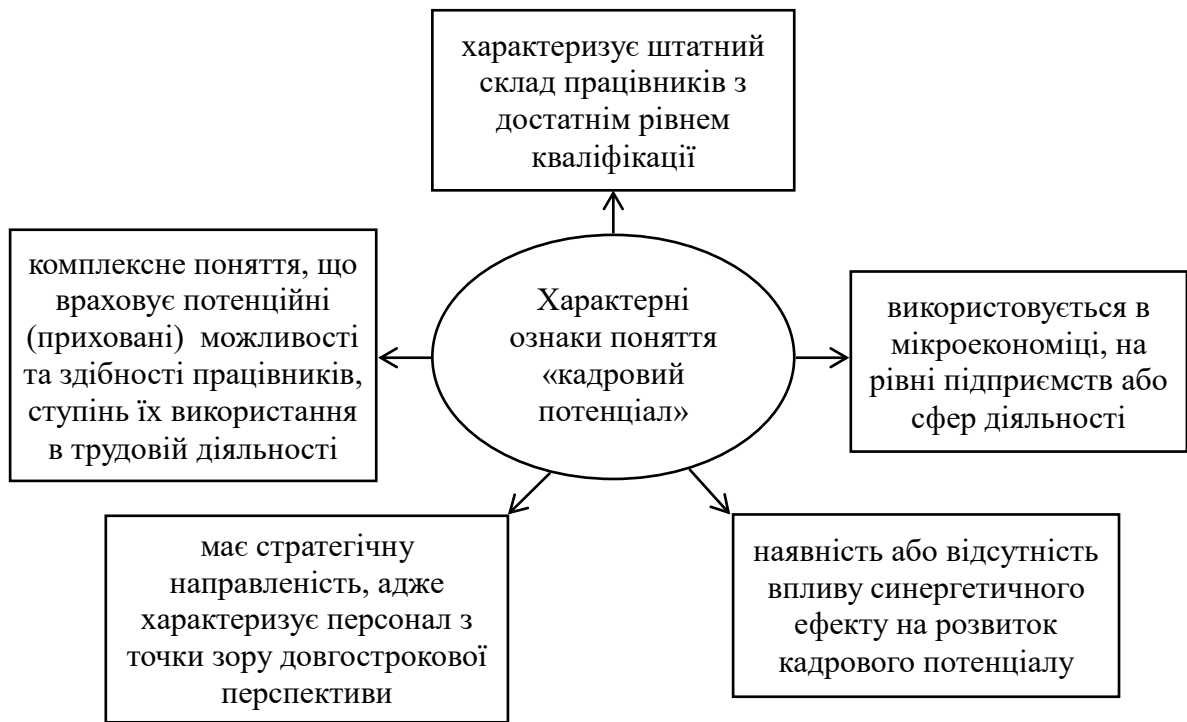 характеризує штатний
склад працівників з
достатнім рівнем
кваліфікації
комплексне поняття, що
враховує потенційні
(приховані) можливості
та здібності працівників,
ступінь їх використання
в трудовій діяльності
Характерні
ознаки поняття
«кадровий
потенціал»
використовується в
мікроекономіці, на
рівні підприємств або
сфер діяльності
має стратегічну
направленість, адже
характеризує персонал з
точки зору довгострокової
перспективи
наявність або відсутність
впливу синергетичного
ефекту на розвиток
кадрового потенціалу